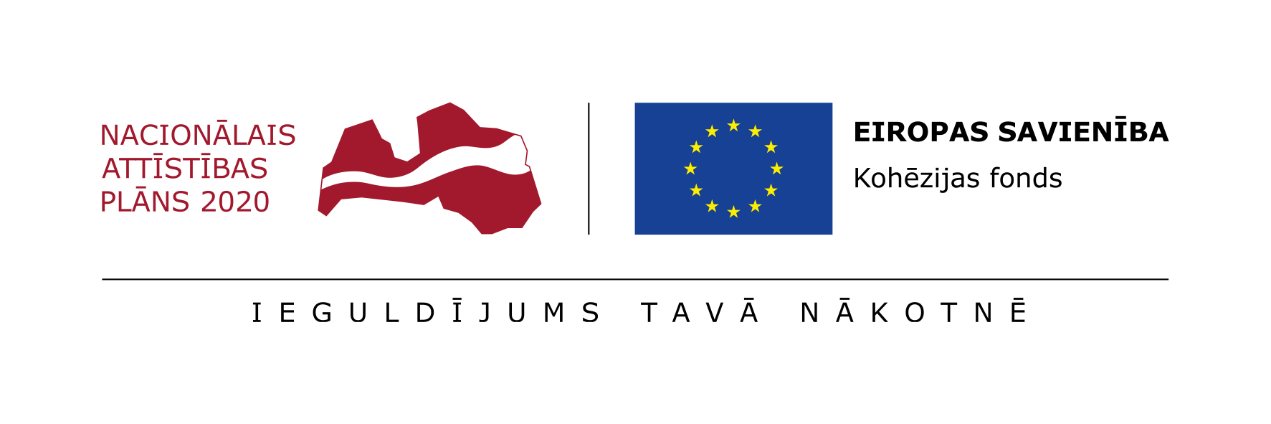 NACIONĀLAIS
ATTĪSTĪBAS
PLĀNS 2020
EIROPAS SAVIENĪBA
Kohēzijas fonds
IEGULDĪJUMS TAVĀ NĀKOTNĒ